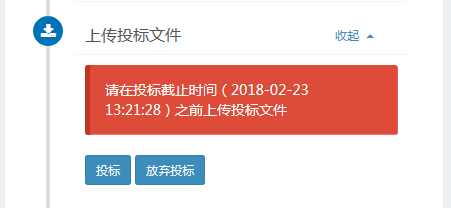 上传投标文件 收起
请在投标截止时间（2018-02-23
13:21:28）之前上传投标文件
投标 放弃投标